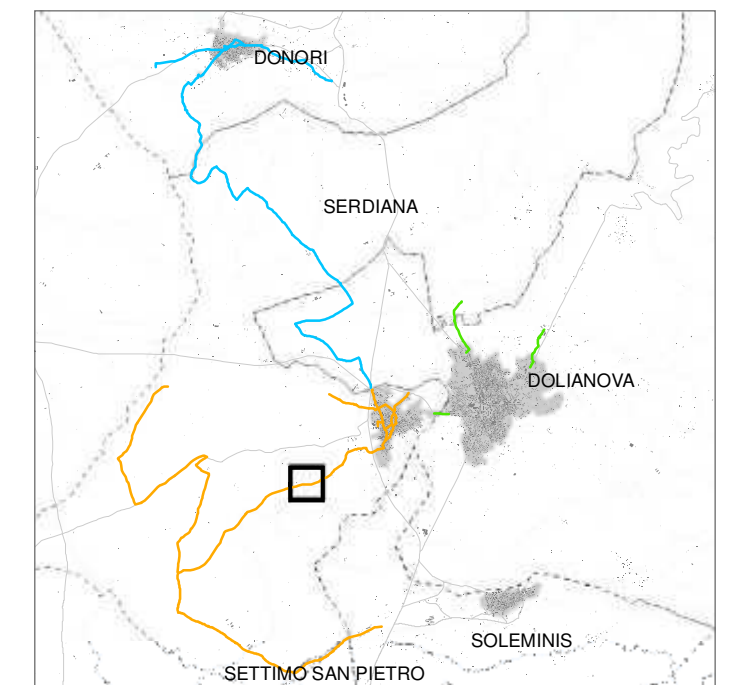 DONORI
SERDIANA
DOLIANOVA
SOLEMINIS
SETTIMO SAN PIETRO